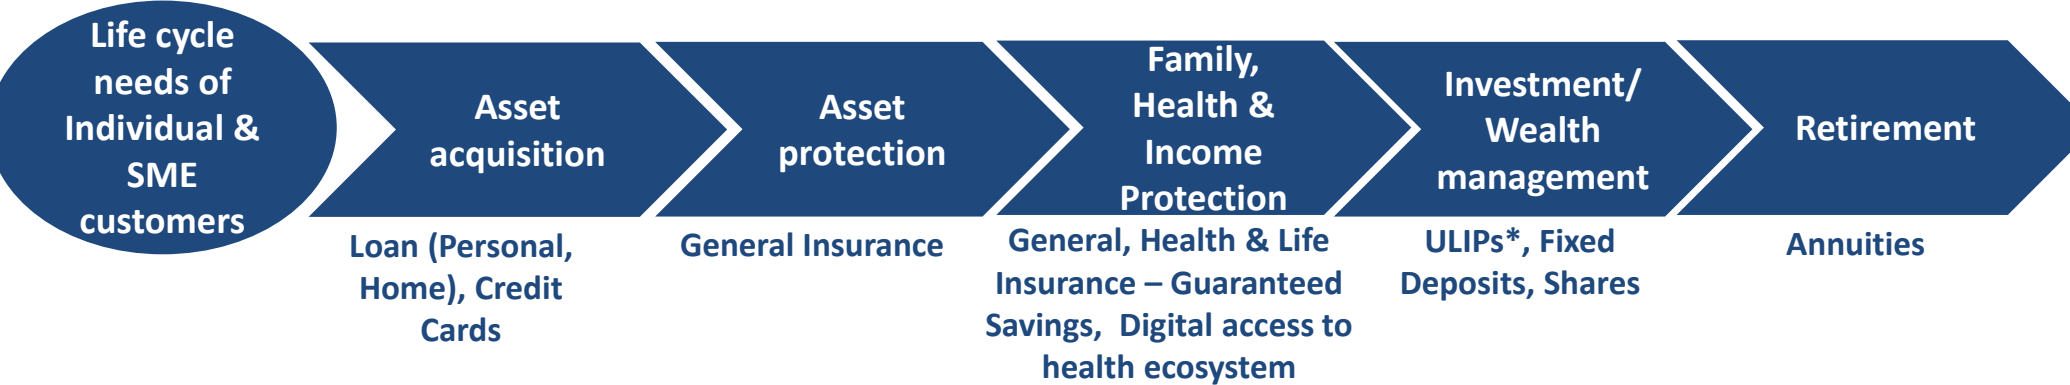 Life cycle
needs of
Individual &
SME
customers
Asset
acquisition
Asset
protection
Family,
Health &
Income
Protection
Investment/
Wealth
management
Retirement
Loan (Personal,
Home), Credit
Cards
General Insurance
General, Health & Life
Insurance – Guaranteed
Savings,  Digital access to
health ecosystem
ULIPs*, Fixed
Deposits, Shares
Annuities